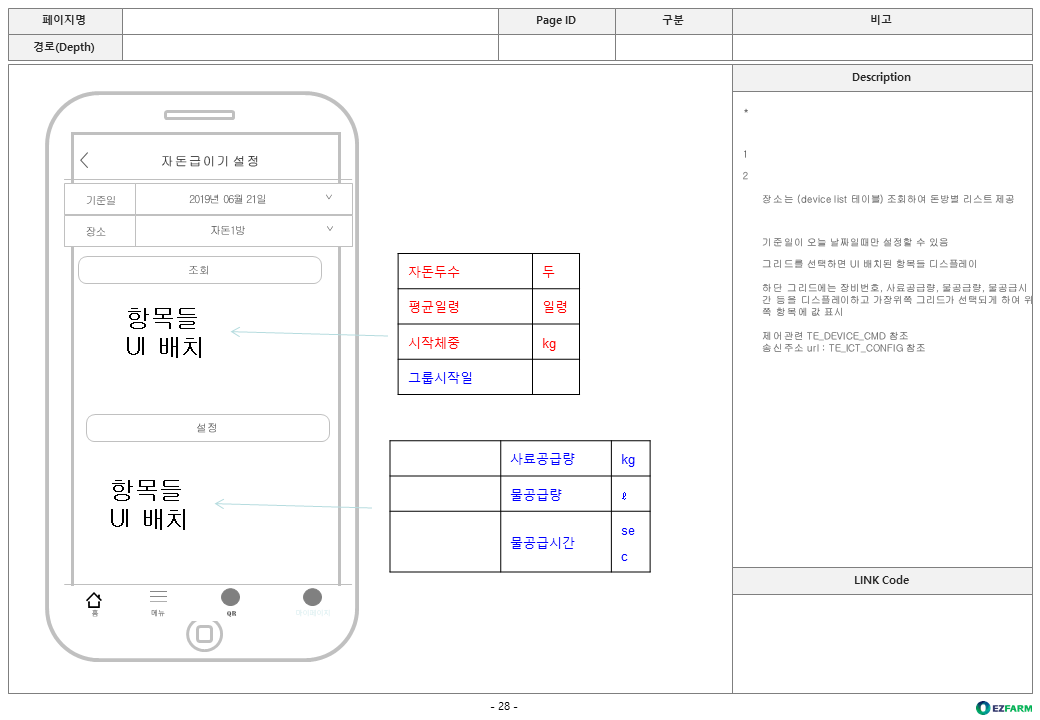 페이지명
Page ID
구분
비고
경로(Depth)
Description
*
1
2
장소는 (device list 테이블) 조회하여 돈방별 리스트 제공
기준일이 오늘 날짜일때만 설정할 수 있음
그리드를 선택하면 UI 배치된 항목들 디스플레이
하단 그리드에는 장비번호, 사료공급량, 물공급량, 물공급시
간 등을 디스플레이하고 가장위쪽 그리드가 선택되게 하여 위
쪽 항목에 값 표시
제어관련 TE_DEVICE_CMD 참조
송신주소 url : TE_ICT_CONFIG 참조
자돈급이기 설정
기준일
2019년 06월 21일
장소
자돈1방
조회
항목들
UI 배치
자돈두수
두
평균일령
일령
시작체중
kg
그룹시작일
설정
항목들
UI 배치
사료공급량
kg
물공급량
ℓ
물공급시간
se
c
홈
메뉴
QR
마이페이지
LINK Code
- 28 -
EZFARM